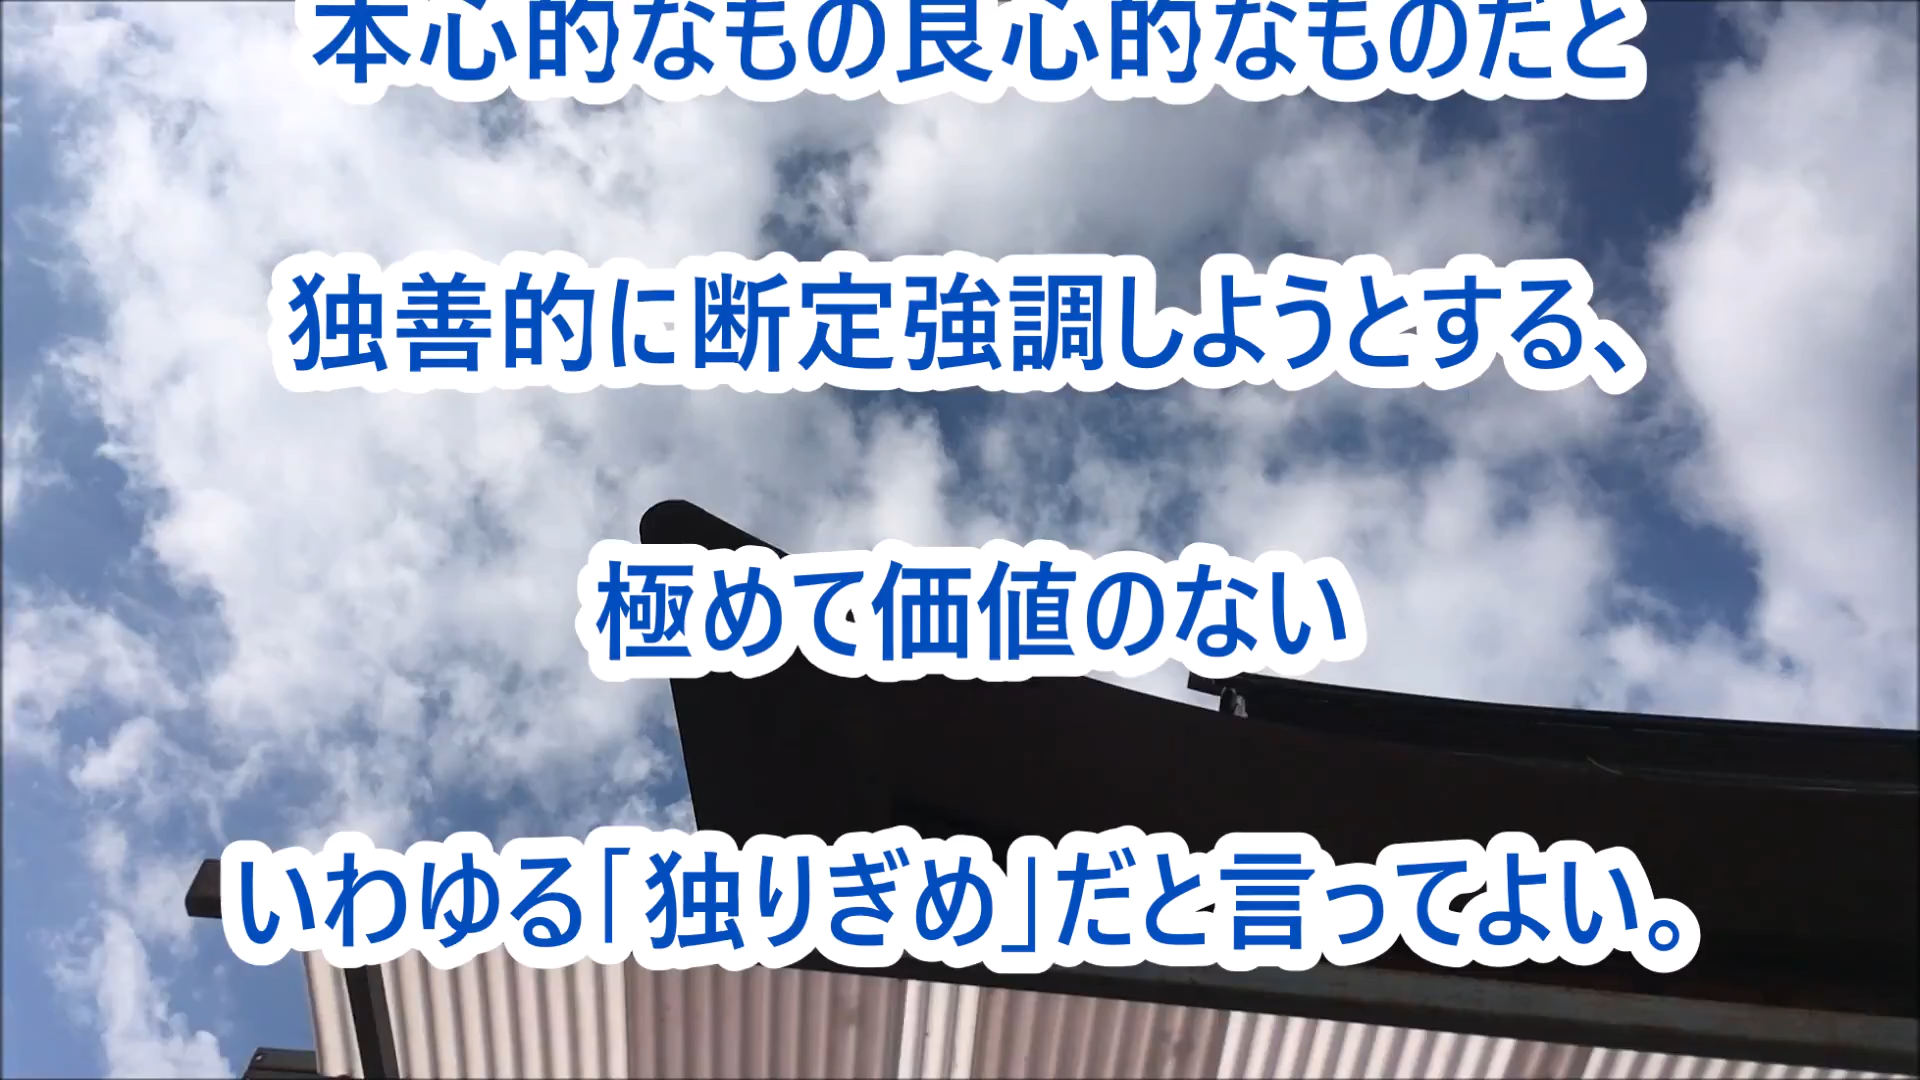 本心的なもの良心的なものだと
独善的に断定強調しようとする、
極めて価値のない
いわゆる「独りぎめ」だと言ってよい。